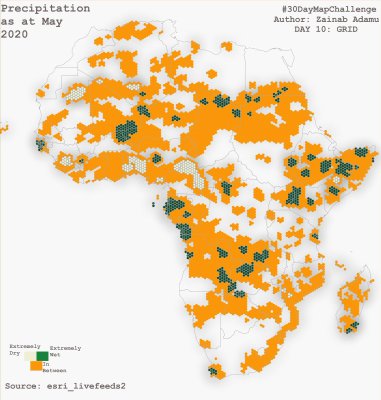 Precipitation
as at May
2020
#30DayMapChallenge
Author: Zainab Adamu
DAY 10: GRID
Extremely
Dry
Extremely
Wet
In
Between
Source: esri_livefeeds2